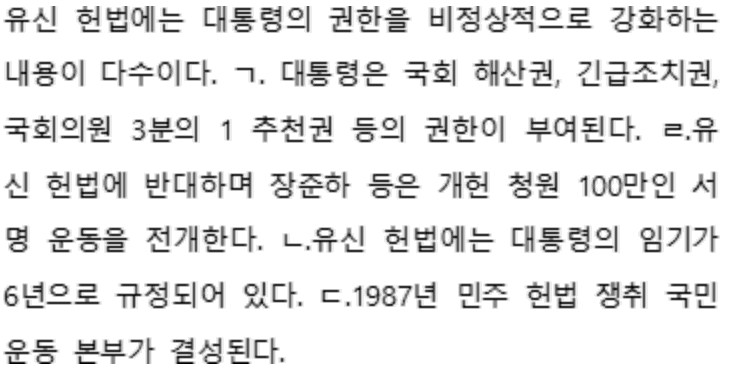 유신 헌법에는 대통령의 권한을 비정상적으로 강화하는
내용이 다수이다. ㄱ. 대통령은 국회 해산권, 긴급조치권,
국회의원 3분의 1 추천권 등의 권한이 부여된다. ㄹ.유
신 헌법에 반대하며 장준하 등은 개헌 청원 100만인 서
명 운동을 전개한다. ㄴ.유신 헌법에는 대통령의 임기가
6년으로 규정되어 있다. ㄷ.1987년 민주 헌법 쟁취 국민
운동 본부가 결성된다.